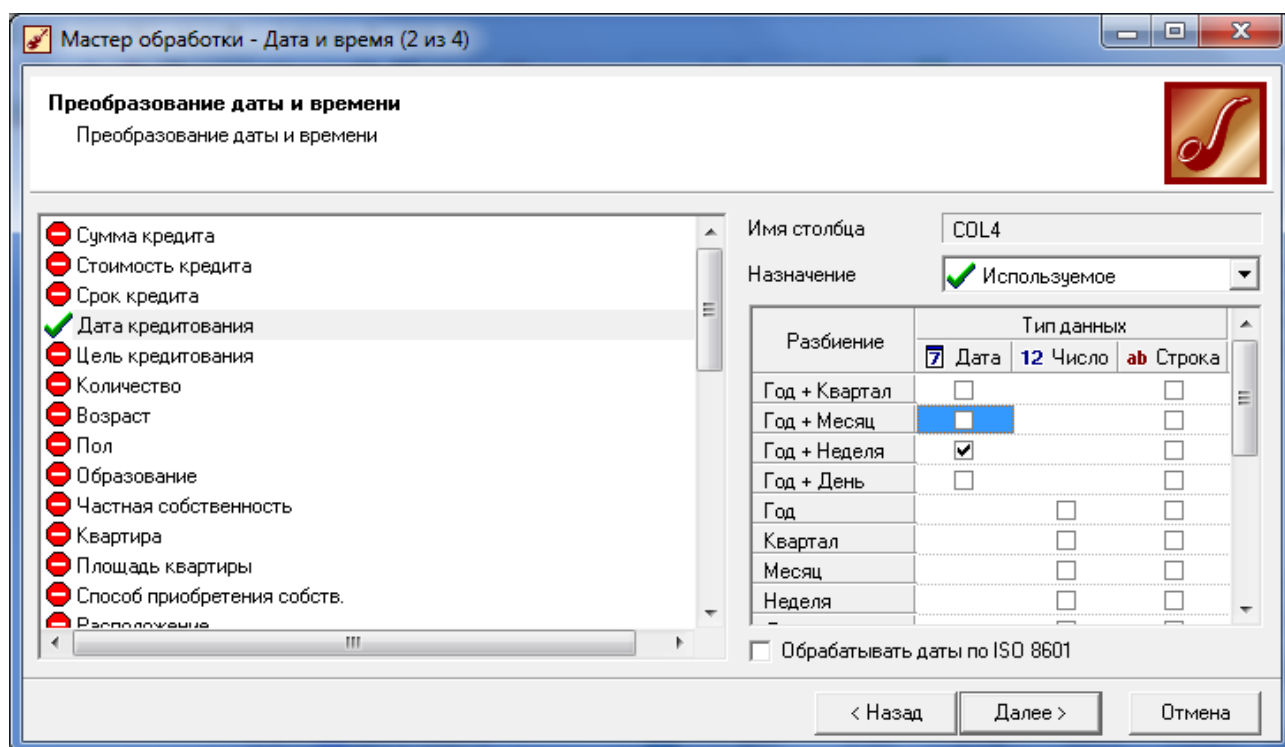 Мастер обработки - Дата и время (2 из 4)
Преобразование даты и времени
Преобразование даты и времени
Сумма кредита
Стоимость кредита
Срок кредита
Дата кредитования
Цель кредитования
Количество
Возраст
Пол
Образование
Частная собственность
Квартира
Площадь квартиры
Способ приобретения собств.
Расположение
Имя столбца COL4
Назначение Используемое
Разбиение Тип данных
7 Дата 12 Число ab Строка
Год + Квартал
Год + Месяц
Год + Неделя
Год + День
Год
Квартал
Месяц
Неделя
Обрабатывать даты по ISO 8601
< Назад Далее > Отмена